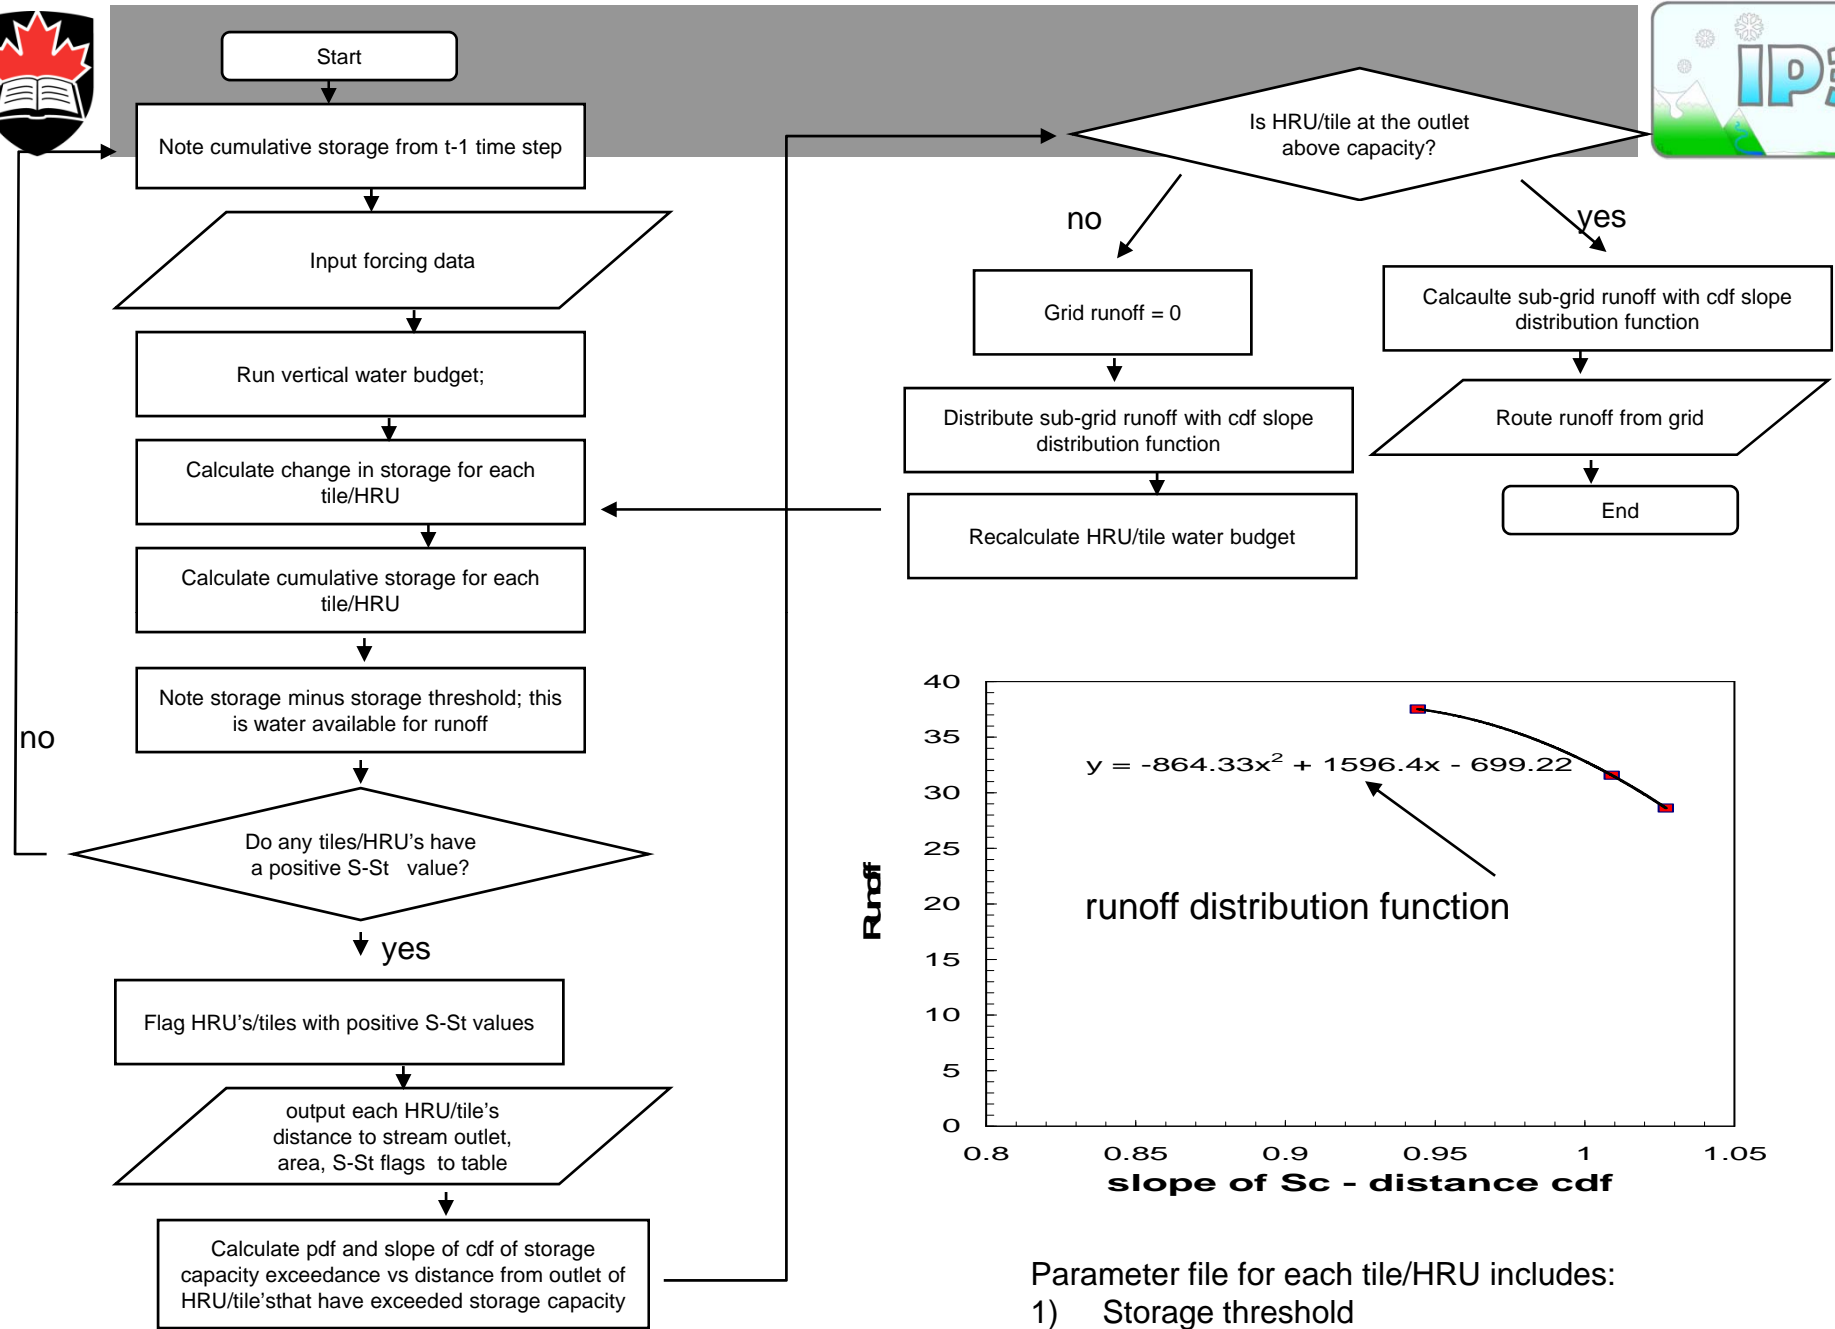 Start
Note cumulative storage from t-1 time step
Input forcing data
Run vertical water budget;
Calculate change in storage for each
tile/HRU
Calculate cumulative storage for each
tile/HRU
Note storage minus storage threshold; this
is water available for runoff
no
Do any tiles/HRU's have
a positive S-St value?
yes
Flag HRU's/tiles with positive S-St values
output each HRU/tile's
distance to stream outlet,
area, S-St flags to table
Calculate pdf and slope of cdf of storage
capacity exceedance vs distance from outlet of
HRU/tile'sthat have exceeded storage capacity
Is HRU/tile at the outlet
above capacity?
no
yes
Grid runoff = 0
Distribute sub-grid runoff with cdf slope
distribution function
Recalculate HRU/tile water budget
Calcaulte sub-grid runoff with cdf slope
distribution function
Route runoff from grid
End
IP3
40
35
30
25
20
15
10
5
0
Runoff
y = -864.33x² + 1596.4x - 699.22
runoff distribution function
0.8 0.85 0.9 0.95 1 1.05
slope of Sc - distance cdf
Parameter file for each tile/HRU includes:
1) Storage threshold